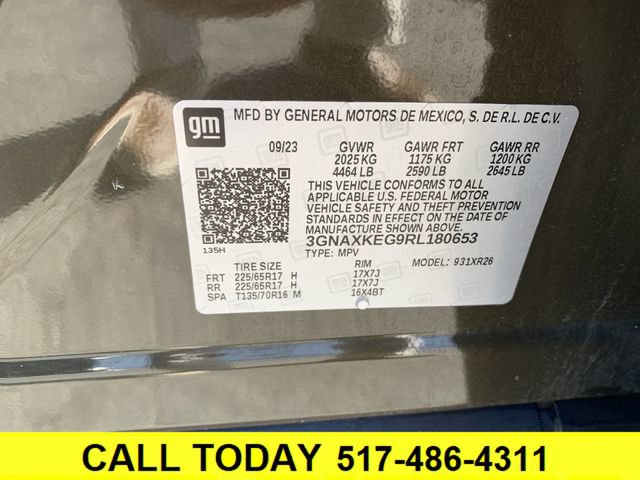 gm
MFD BY GENERAL MOTORS DE MEXICO, S. DE R.L. DE C.V.
09/23 GVWR GAWR FRT GAWR RR
2025 KG 1175 KG 1200 KG
4464 LB 2590 LB 2645 LB
THIS VEHICLE CONFORMS TO ALL
APPLICABLE U.S. FEDERAL MOTOR
VEHICLE SAFETY AND THEFT PREVENTION
STANDARDS IN EFFECT ON THE DATE OF
MANUFACTURE SHOWN ABOVE.
3GNAXKEG9RL180653
135H
TYPE: MPV MODEL: 931XR26
TIRE SIZE RIM
FRT 225/65R17 H 17X7J
RR 225/65R17 H 17X7J
SPA T135/70R16 M 16X4BT
CALL TODAY 517-486-4311